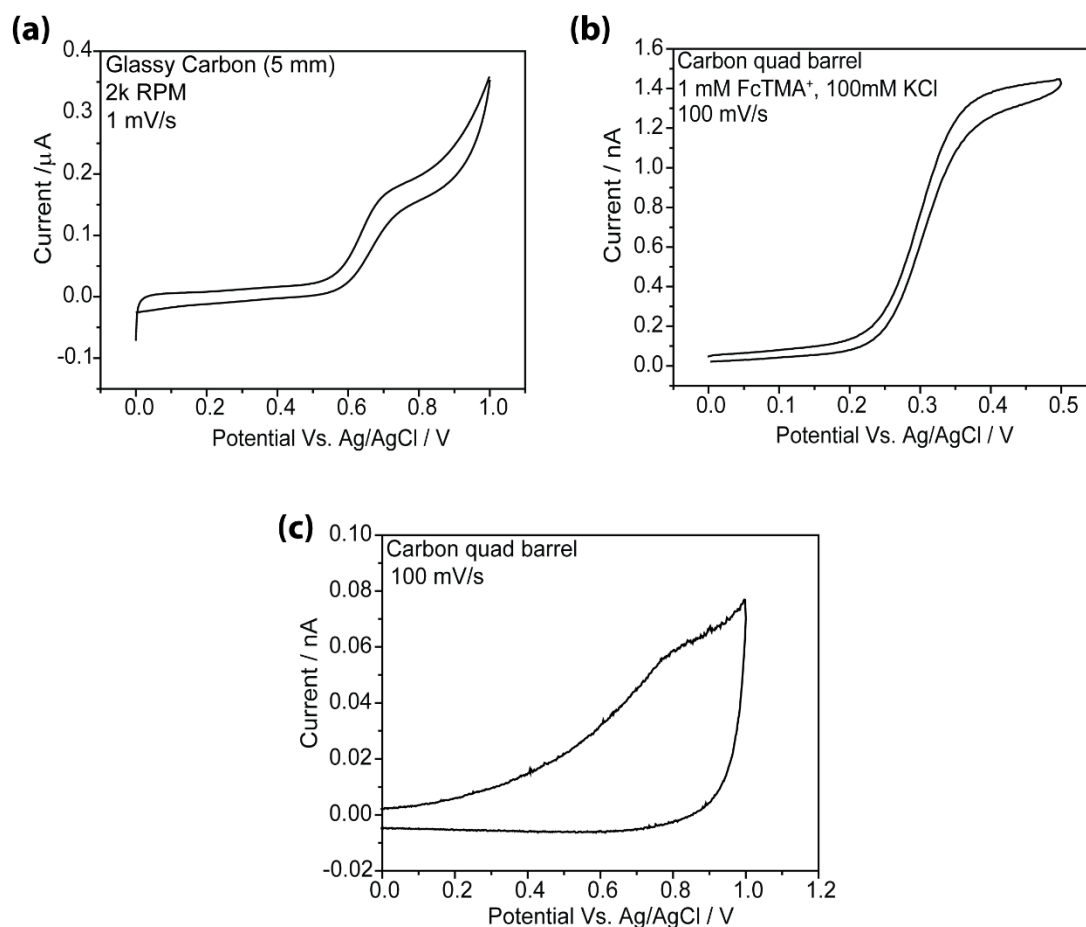 (a)
Glassy Carbon (5 mm)
2k RPM
1 mV/s
0.4
0.3
0.2
0.1
0.0
-0.1
Current /μA
0.0 0.2 0.4 0.6 0.8 1.0
Potential Vs. Ag/AgCl / V
(b)
Carbon quad barrel
1 mM FcTMA⁺, 100mM KCl
100 mV/s
1.6
1.4
1.2
1.0
0.8
0.6
0.4
0.2
0.0
Current / nA
0.0 0.1 0.2 0.3 0.4 0.5
Potential Vs. Ag/AgCl / V
(c)
Carbon quad barrel
100 mV/s
0.10
0.08
0.06
0.04
0.02
0.00
-0.02
Current / nA
0.0 0.2 0.4 0.6 0.8 1.0 1.2
Potential Vs. Ag/AgCl / V